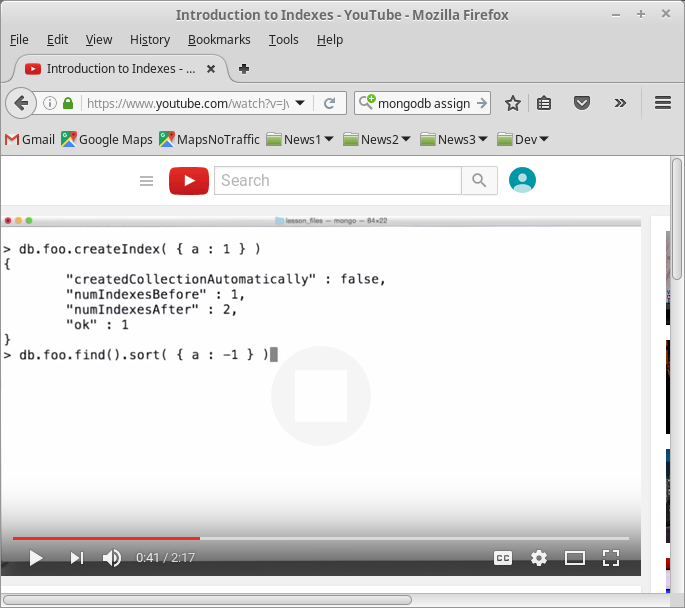 Introduction to Indexes - YouTube - Mozilla Firefox
File Edit View History Bookmarks Tools Help
Introduction to Indexes - ...
https://www.youtube.com/watch?v=Jv
mongodb assign
Gmail Google Maps MapsNoTraffic News1 News2 News3 Dev
Search
lesson_files — mongo — 84×22
> db.foo.createIndex( { a : 1 } )
{
"createdCollectionAutomatically" : false,
"numIndexesBefore" : 1,
"numIndexesAfter" : 2,
"ok" : 1
}
> db.foo.find().sort( { a : -1 } )
0:41 / 2:17
CC